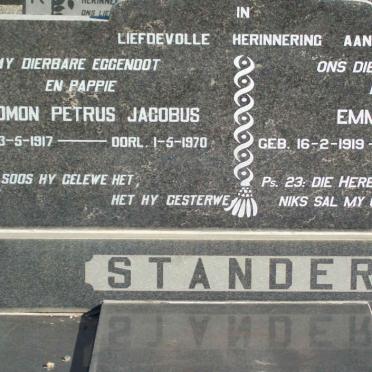 IN
LIEFDEVOLLE HERINNERING AAN
MY DIERBARE EGGENOOT
EN PAPPIE
OMON PETRUS JACOBUS
3-5-1917 — OORL. 1-5-1970
SOOS HY GELEWE HET,
HET HY GESTERWE
ONS DIE
EMM
GEB. 16-2-1919 -
Ps. 23: DIE HERE
NIKS SAL MY
STANDER